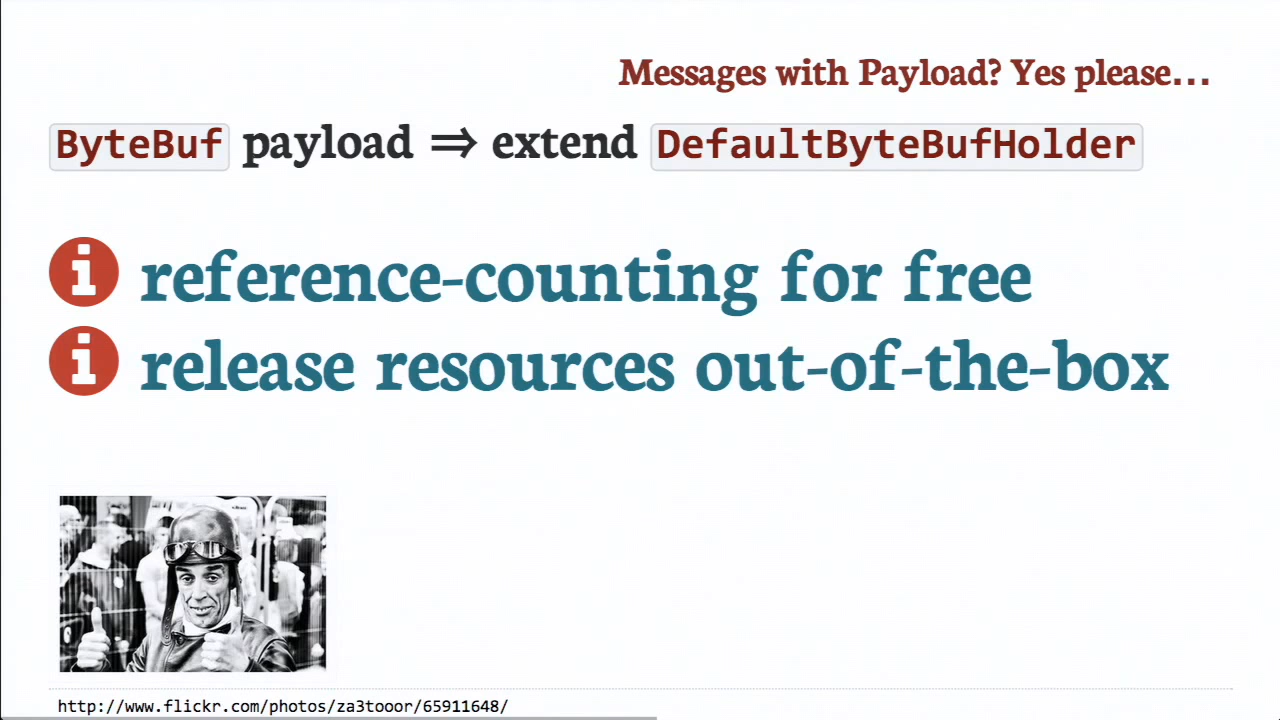 Messages with Payload? Yes please...
ByteBuf payload ⇒ extend DefaultByteBufHolder
reference-counting for free
release resources out-of-the-box
http://www.flickr.com/photos/za3tooor/65911648/